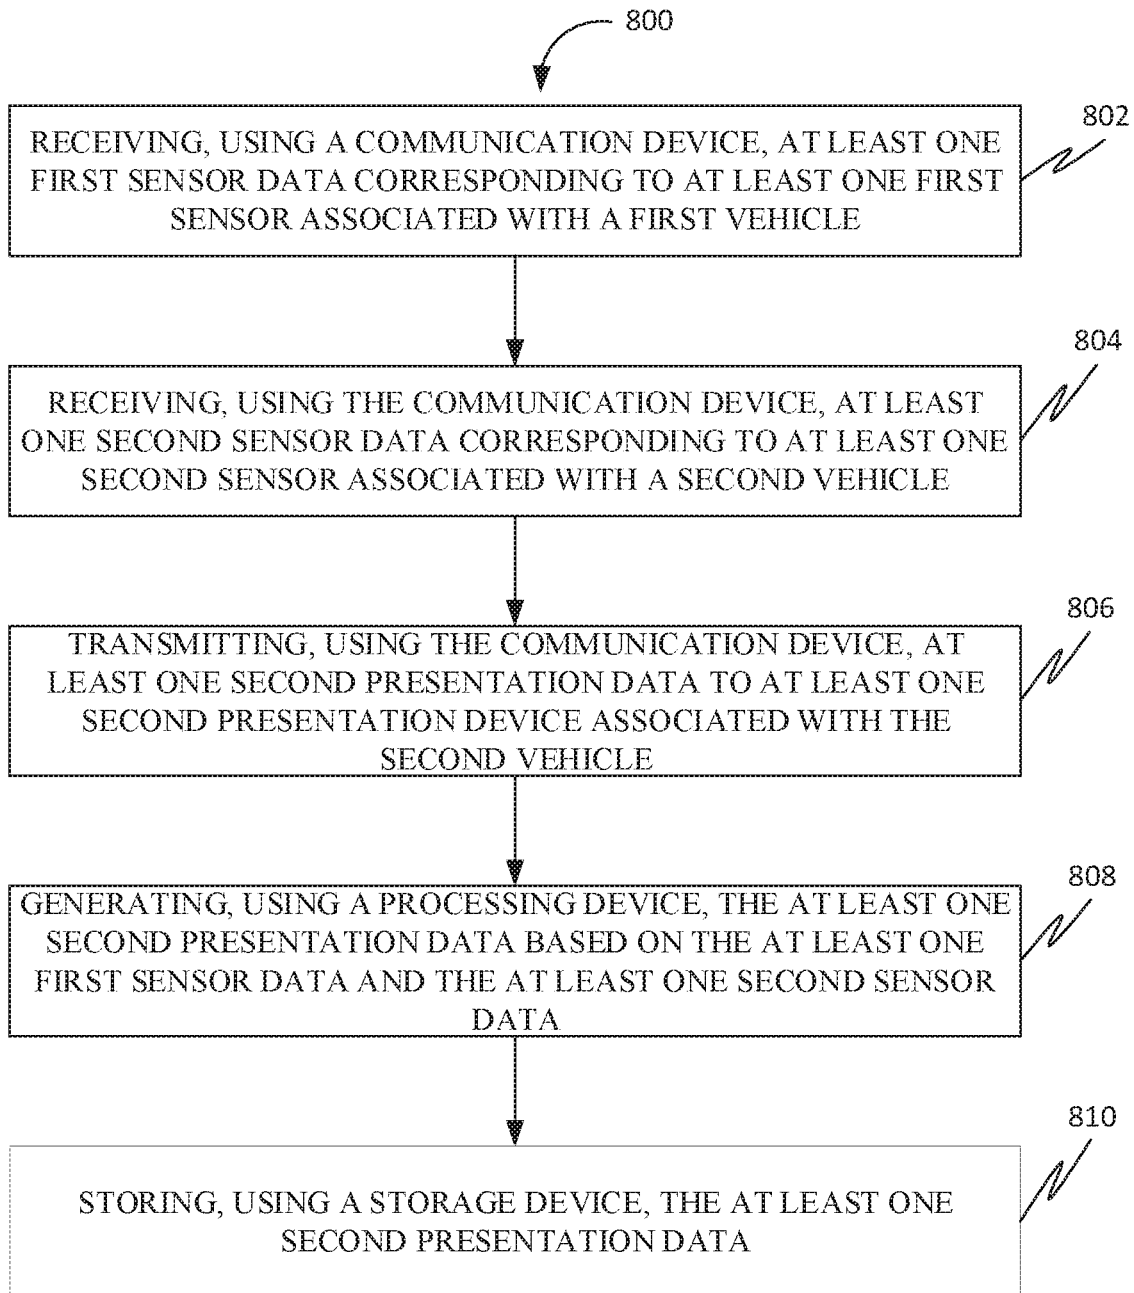 800
802
RECEIVING, USING A COMMUNICATION DEVICE, AT LEAST ONE
FIRST SENSOR DATA CORRESPONDING TO AT LEAST ONE FIRST
SENSOR ASSOCIATED WITH A FIRST VEHICLE
804
RECEIVING, USING THE COMMUNICATION DEVICE, AT LEAST
ONE SECOND SENSOR DATA CORRESPONDING TO AT LEAST ONE
SECOND SENSOR ASSOCIATED WITH A SECOND VEHICLE
806
TRANSMITTING, USING THE COMMUNICATION DEVICE, AT
LEAST ONE SECOND PRESENTATION DATA TO AT LEAST ONE
SECOND PRESENTATION DEVICE ASSOCIATED WITH THE
SECOND VEHICLE
808
GENERATING, USING A PROCESSING DEVICE, THE AT LEAST ONE
SECOND PRESENTATION DATA BASED ON THE AT LEAST ONE
FIRST SENSOR DATA AND THE AT LEAST ONE SECOND SENSOR
DATA
810
STORING, USING A STORAGE DEVICE, THE AT LEAST ONE
SECOND PRESENTATION DATA